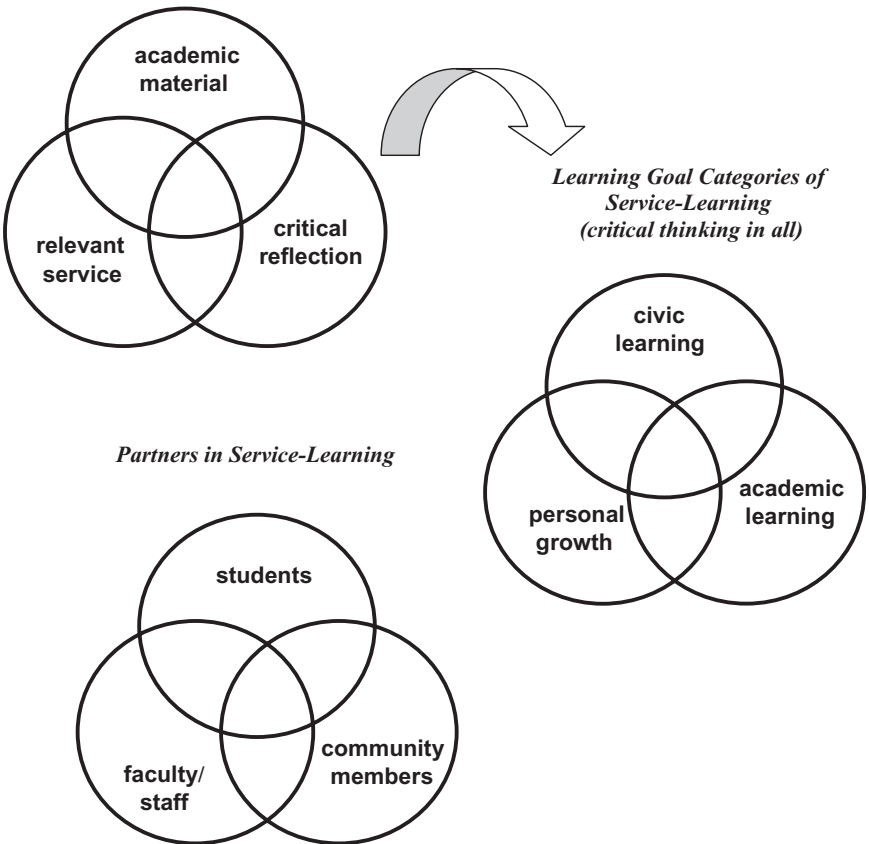 academic
material
relevant
service
critical
reflection
Learning Goal Categories of
Service-Learning
(critical thinking in all)
civic
learning
personal
growth
academic
learning
Partners in Service-Learning
students
faculty/
staff
community
members